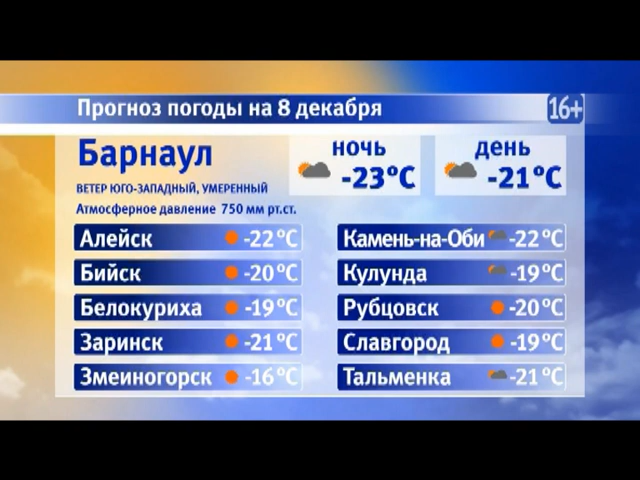 Прогноз погоды на 8 декабря
16+
Барнаул
ночь
-23°C
день
-21°C
ВЕТЕР ЮГО-ЗАПАДНЫЙ, УМЕРЕННЫЙ
Атмосферное давление 750 мм рт.ст.
Алейск -22°C
Бийск -20°C
Белокуриха -19°C
Заринск -21°C
Змеиногорск -16°C
Камень-на-Оби -22°C
Кулунда -19°C
Рубцовск -20°C
Славгород -19°C
Тальменка -21°C